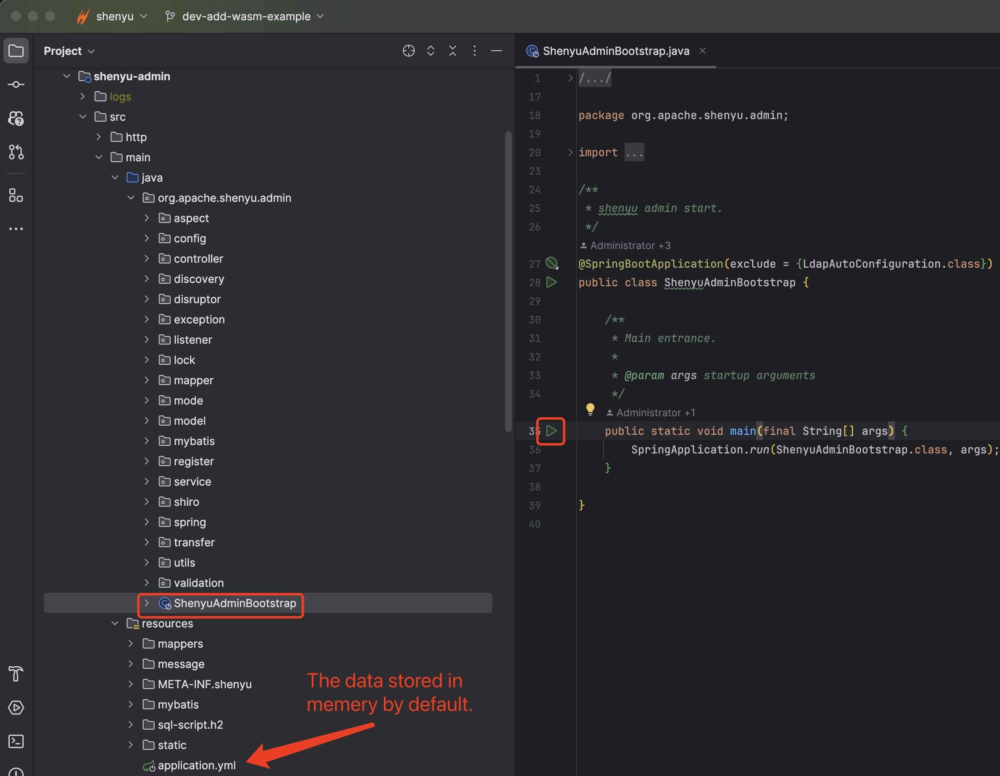 shenyu
dev-add-wasm-example
Project
ShenyuAdminBootstrap.java
shenyu-admin
logs
src
http
main
java
org.apache.shenyu.admin
aspect
config
controller
discovery
disruptor
exception
listener
lock
mapper
mode
model
mybatis
register
service
shiro
spring
transfer
utils
validation
ShenyuAdminBootstrap
resources
mappers
message
META-INF.shenyu
mybatis
sql-script.h2
static
application.yml
The data stored in
memery by default.
1 /.../
17
18 package org.apache.shenyu.admin;
19
20 import ...
23
24 /**
25 * shenyu admin start.
26 */
Administrator +3
27 @SpringBootApplication(exclude = {LdapAutoConfiguration.class})
28 public class ShenyuAdminBootstrap {
29
30 /**
31 * Main entrance.
32 *
33 * @param args startup arguments
34 */
Administrator +1
35 public static void main(final String[] args) {
36 SpringApplication.run(ShenyuAdminBootstrap.class, args);
37 }
38
39 }
40